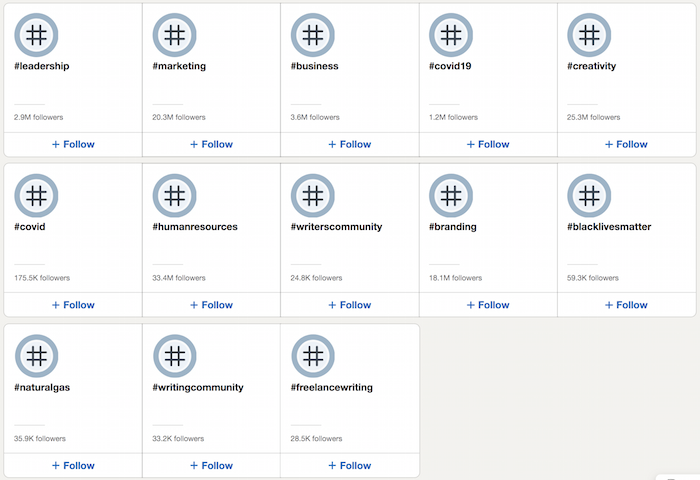 #leadership
#marketing
#business
#covid19
#creativity
2.9M followers
20.3M followers
3.6M followers
1.2M followers
25.3M followers
+ Follow
+ Follow
+ Follow
+ Follow
+ Follow
#covid
#humanresources
#writerscommunity
#branding
#blacklivesmatter
175.5K followers
33.4M followers
24.8K followers
18.1M followers
59.3K followers
+ Follow
+ Follow
+ Follow
+ Follow
+ Follow
#naturalgas
#writingcommunity
#freelancewriting
35.9K followers
33.2K followers
28.5K followers
+ Follow
+ Follow
+ Follow